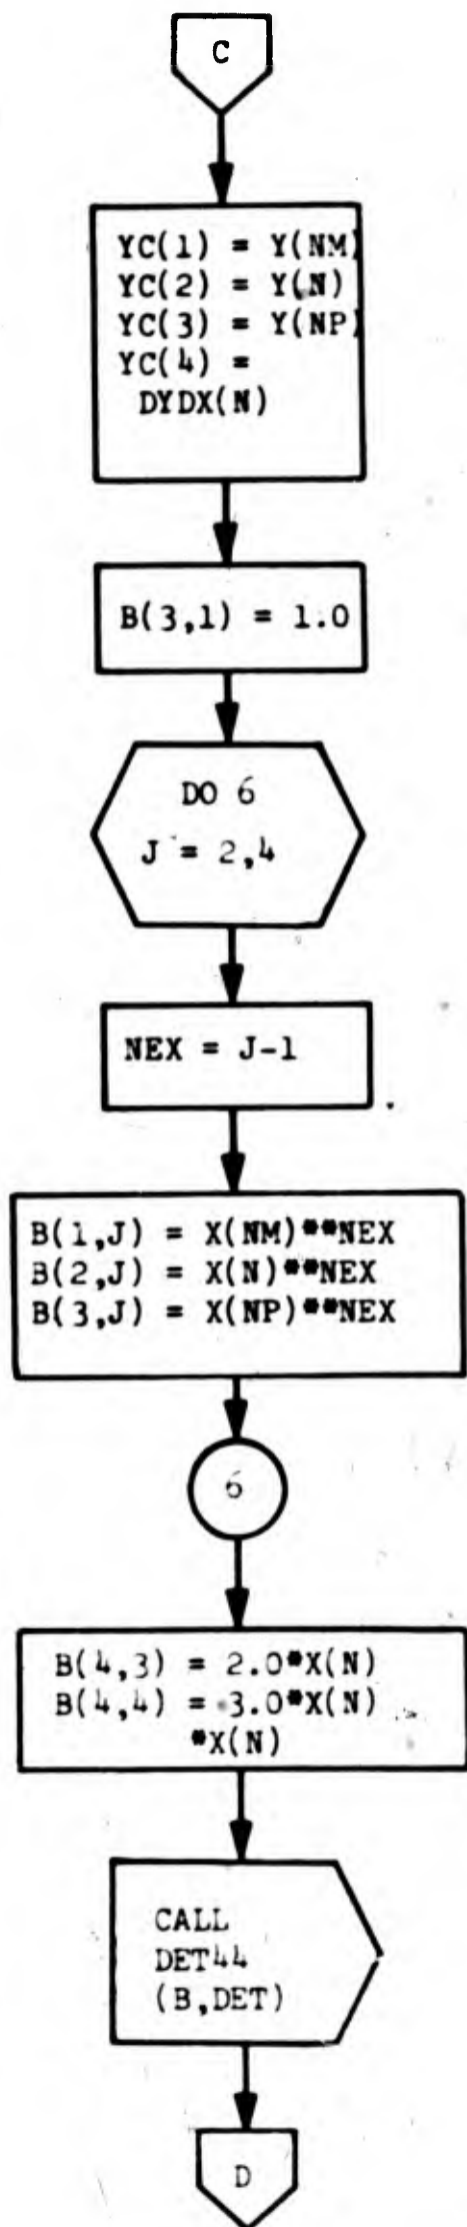 C
YC(1) = Y(NM)
YC(2) = Y(N)
YC(3) = Y(NP)
YC(4) =
DYDX(N)
B(3,1) = 1.0
DO 6
J = 2,4
NEX = J-1
B(1,J) = X(NM)**NEX
B(2,J) = X(N)**NEX
B(3,J) = X(NP)**NEX
6
B(4,3) = 2.0*X(N)
B(4,4) = 3.0*X(N)
*X(N)
CALL
DET44
(B,DET)
D